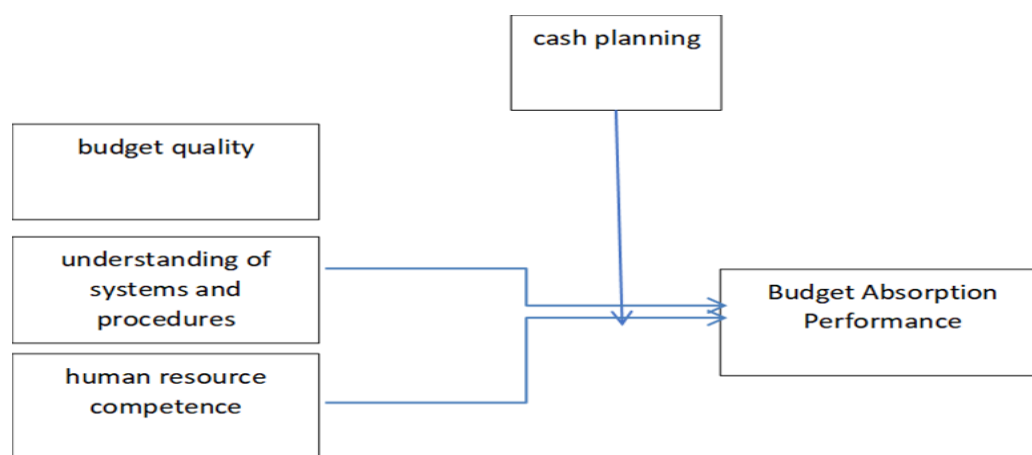 cash planning
budget quality
understanding of
systems and
procedures
human resource
competence
Budget Absorption
Performance